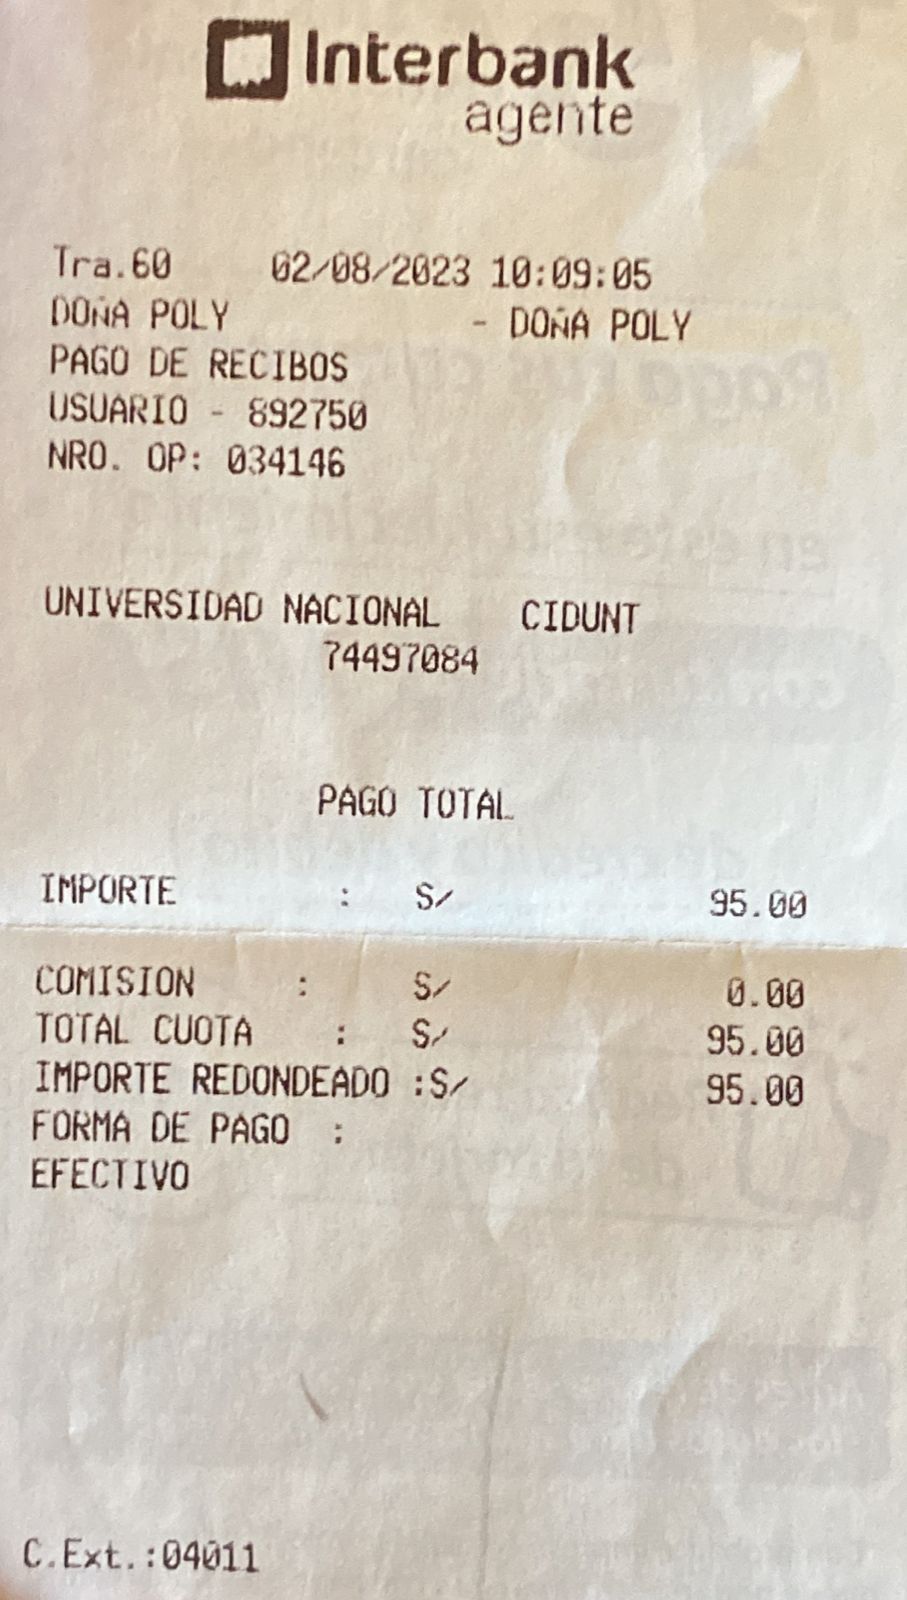 Interbank
agente
Tra.60 02/08/2023 10:09:05
DOÑA POLY - DOÑA POLY
PAGO DE RECIBOS
USUARIO - 892750
NRO. OP: 034146
UNIVERSIDAD NACIONAL CIDUNT
74497084
PAGO TOTAL
IMPORTE : S/ 95.00
COMISION : S/ 0.00
TOTAL CUOTA : S/ 95.00
IMPORTE REDONDEADO :S/ 95.00
FORMA DE PAGO :
EFECTIVO
C.Ext.:04011